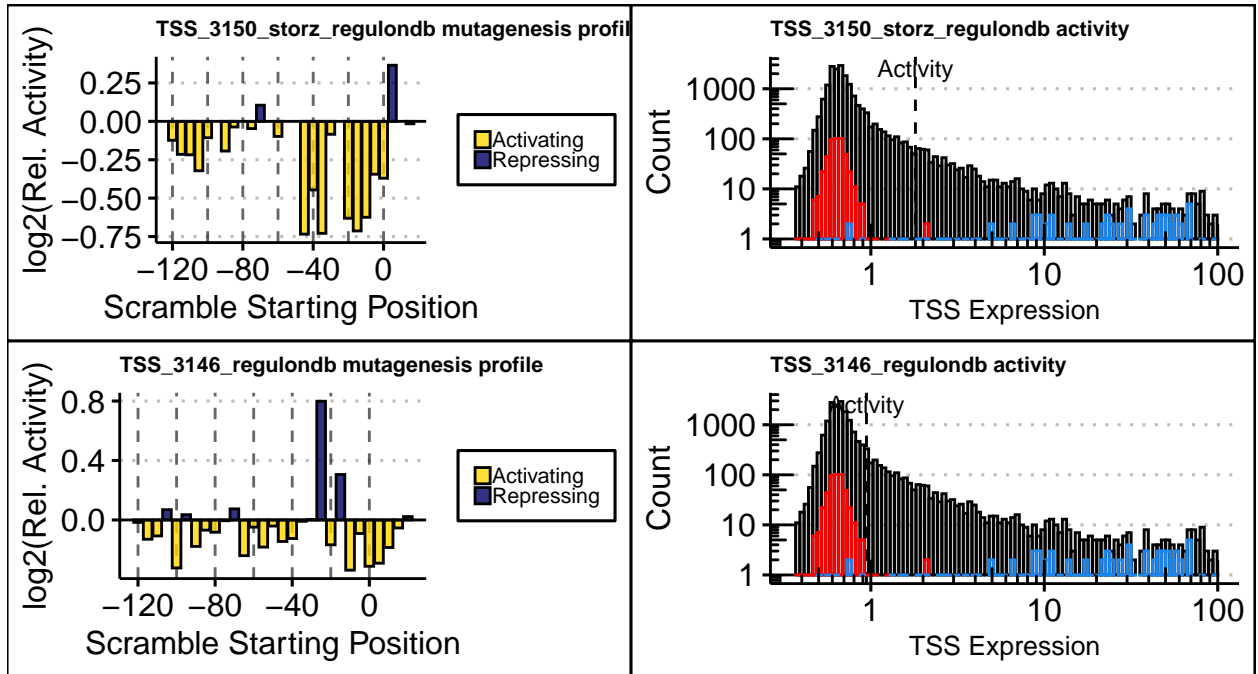 TSS_3150_storz_regulondb mutagenesis profil
log2(Rel. Activity)
0.25
0.00
−0.25
−0.50
−0.75
−120 −80 −40 0
Scramble Starting Position
Activating
Repressing
TSS_3150_storz_regulondb activity
Activity
Count
1000
100
10
1
1 10 100
TSS Expression
TSS_3146_regulondb mutagenesis profile
log2(Rel. Activity)
0.8
0.4
0.0
−120 −80 −40 0
Scramble Starting Position
Activating
Repressing
TSS_3146_regulondb activity
Activity
Count
1000
100
10
1
1 10 100
TSS Expression